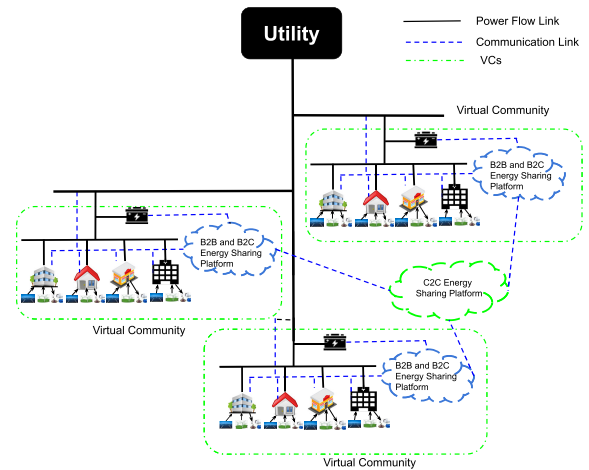 Utility
Power Flow Link
Communication Link
VCs
Virtual Community
B2B and B2C
Energy Sharing
Platform
B2B and B2C
Energy Sharing
Platform
C2C Energy
Sharing Platform
Virtual Community
B2B and B2C
Energy Sharing
Platform
Virtual Community